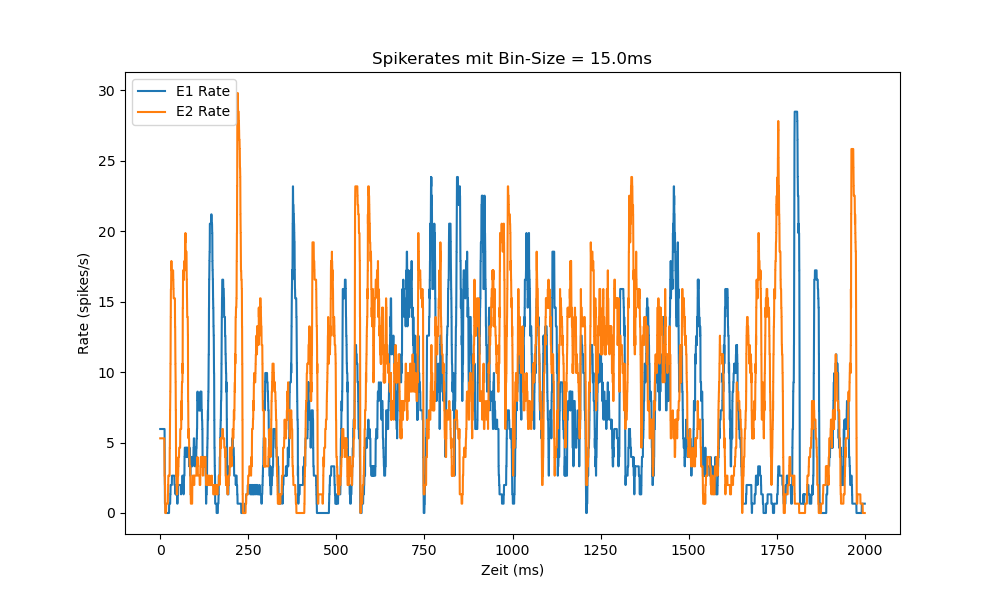 Spikerates mit Bin-Size = 15.0ms
E1 Rate
E2 Rate
Rate (spikes/s)
30
25
20
15
10
5
0
0 250 500 750 1000 1250 1500 1750 2000
Zeit (ms)